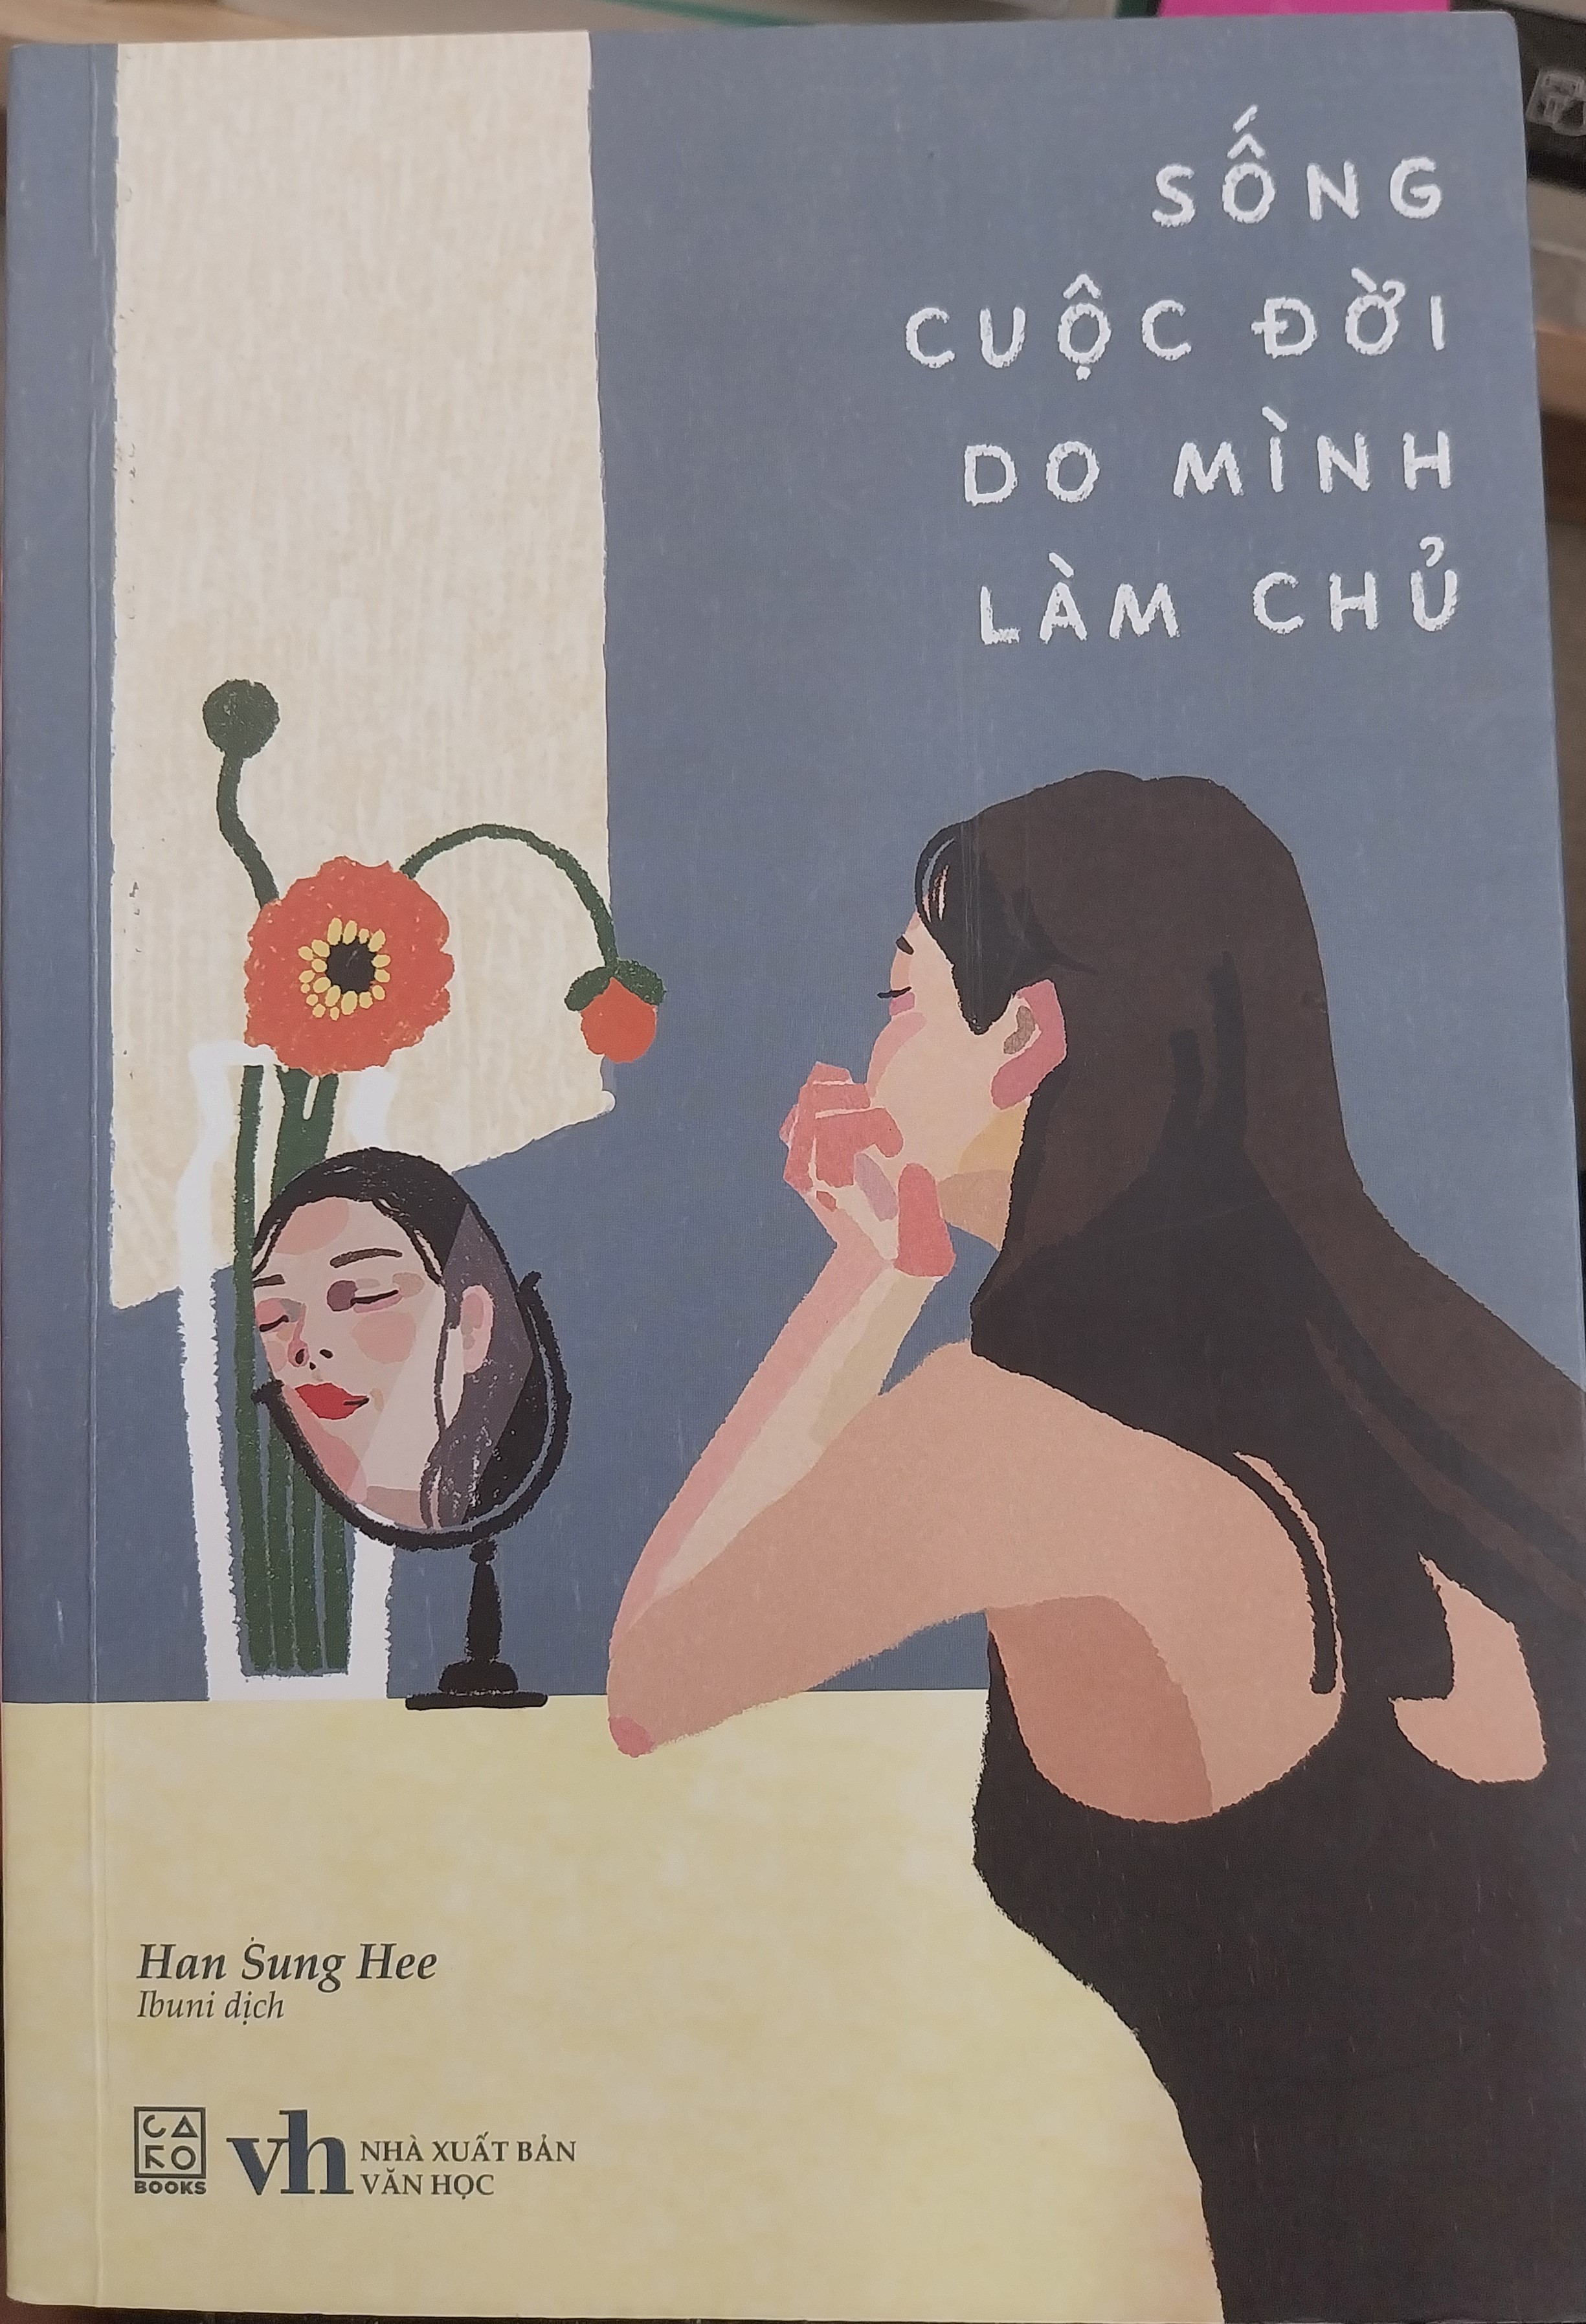 SỐNG
CUỘC ĐỜI
DO MÌNH
LÀM CHỦ
Han Sung Hee
Ibuni dịch
CA
RO
BOOKS
vh
NHÀ XUẤT BẢN
VĂN HỌC